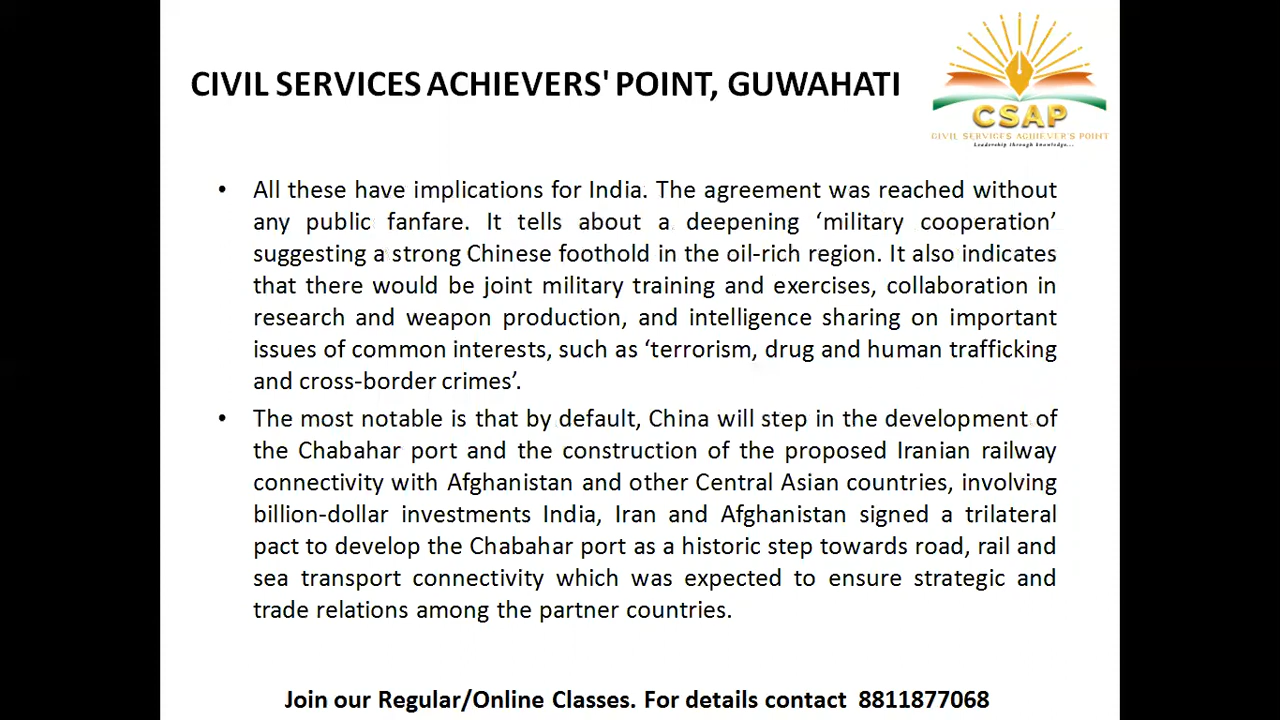 CIVIL SERVICES ACHIEVERS' POINT, GUWAHATI
CSAP
CIVIL SERVICES ACHIEVER'S POINT
Leadership through knowledge...
• All these have implications for India. The agreement was reached without
any public fanfare. It tells about a deepening ‘military cooperation’
suggesting a strong Chinese foothold in the oil-rich region. It also indicates
that there would be joint military training and exercises, collaboration in
research and weapon production, and intelligence sharing on important
issues of common interests, such as ‘terrorism, drug and human trafficking
and cross-border crimes’.
• The most notable is that by default, China will step in the development of
the Chabahar port and the construction of the proposed Iranian railway
connectivity with Afghanistan and other Central Asian countries, involving
billion-dollar investments India, Iran and Afghanistan signed a trilateral
pact to develop the Chabahar port as a historic step towards road, rail and
sea transport connectivity which was expected to ensure strategic and
trade relations among the partner countries.
Join our Regular/Online Classes. For details contact 8811877068